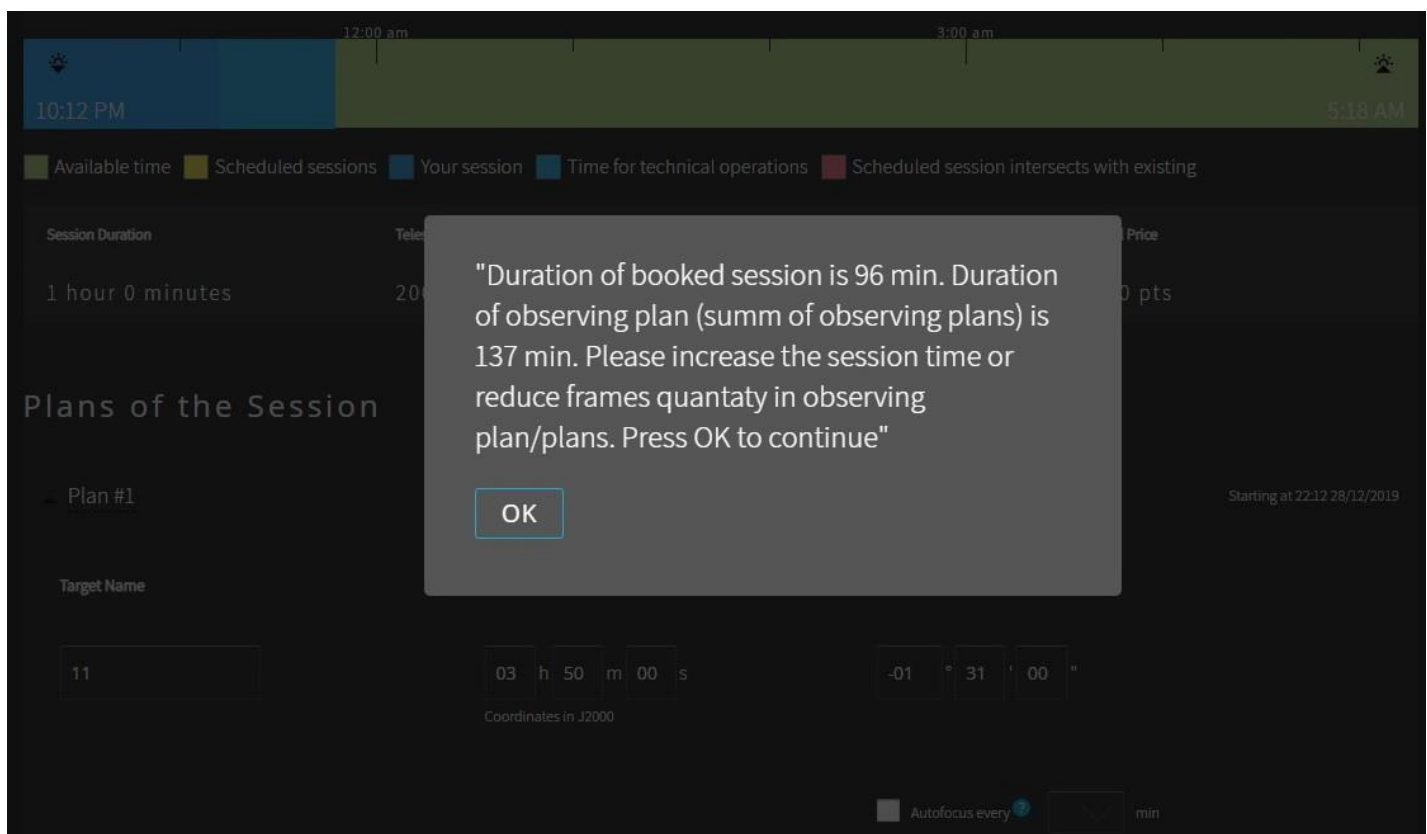 12:00 am 3:00 am
10:12 PM 5:18 AM
Available time Scheduled sessions Your session Time for technical operations Scheduled session intersects with existing
Session Duration Price
1 hour 0 minutes pts
"Duration of booked session is 96 min. Duration
of observing plan (summ of observing plans) is
137 min. Please increase the session time or
reduce frames quantaty in observing
plan/plans. Press OK to continue"
OK
Plans of the Session
Plan #1 Starting at 22:12 28/12/2019
Target Name
11 03 h 50 m 00 s -01 ° 31 ' 00 "
Coordinates in J2000
Autofocus every ? min